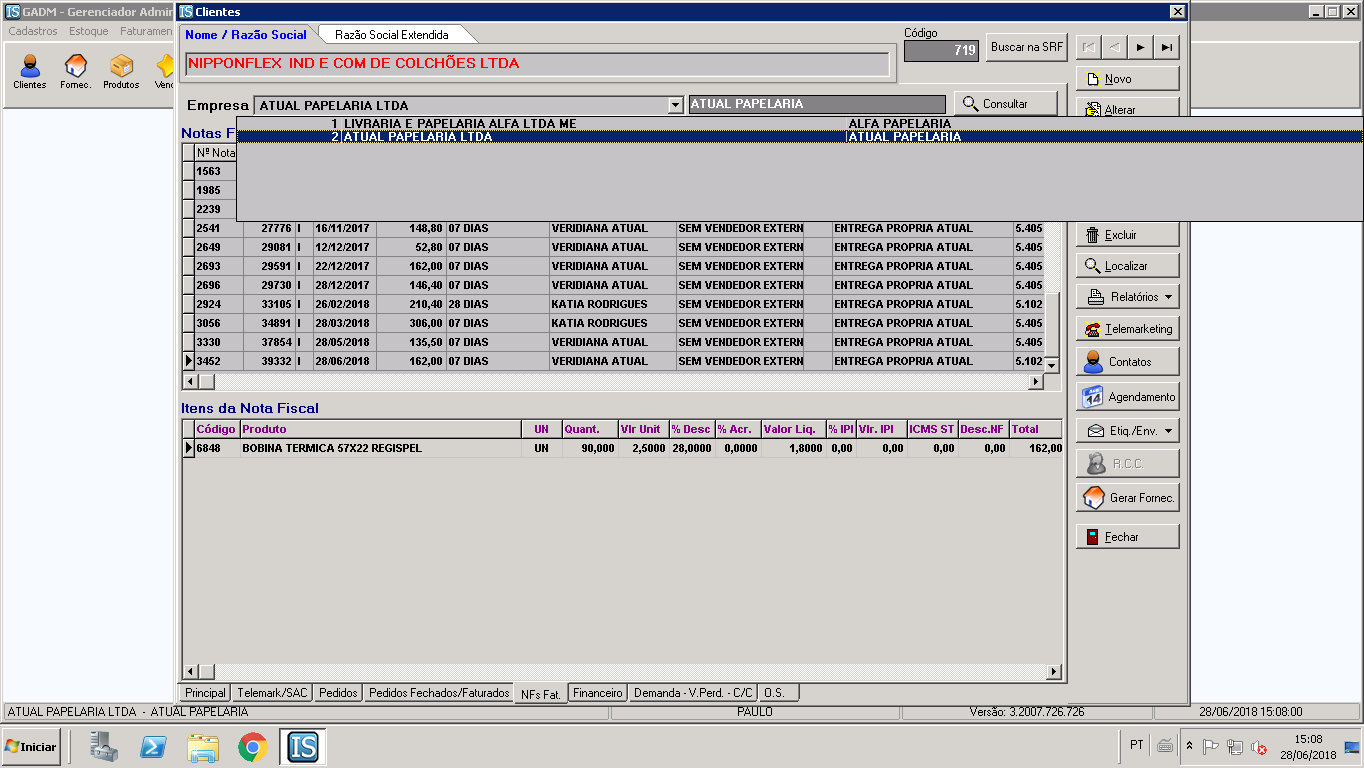 GADM - Gerenciador Admin
Clientes
Cadastros Estoque Faturamen
Clientes Fornec. Produtos Vend
Nome / Razão Social Razão Social Extendida
NIPPONFLEX IND E COM DE COLCHÕES LTDA
Código
719
Buscar na SRF
Novo
Empresa ATUAL PAPELARIA LTDA ATUAL PAPELARIA Consultar
Alterar
1 LIVRARIA E PAPELARIA ALFA LTDA ME ALFA PAPELARIA
2 ATUAL PAPELARIA LTDA ATUAL PAPELARIA
Notas F
Nº Nota
1563
1985
2239
2541 27776 I 16/11/2017 148,80 07 DIAS VERIDIANA ATUAL SEM VENDEDOR EXTERN ENTREGA PROPRIA ATUAL 5.405
2649 29081 I 12/12/2017 52,80 07 DIAS VERIDIANA ATUAL SEM VENDEDOR EXTERN ENTREGA PROPRIA ATUAL 5.405
2693 29591 I 22/12/2017 162,00 07 DIAS VERIDIANA ATUAL SEM VENDEDOR EXTERN ENTREGA PROPRIA ATUAL 5.405
2696 29730 I 28/12/2017 146,40 07 DIAS VERIDIANA ATUAL SEM VENDEDOR EXTERN ENTREGA PROPRIA ATUAL 5.405
2924 33105 I 26/02/2018 210,40 28 DIAS KATIA RODRIGUES SEM VENDEDOR EXTERN ENTREGA PROPRIA ATUAL 5.102
3056 34891 I 28/03/2018 306,00 07 DIAS KATIA RODRIGUES SEM VENDEDOR EXTERN ENTREGA PROPRIA ATUAL 5.405
3330 37854 I 28/05/2018 135,50 07 DIAS VERIDIANA ATUAL SEM VENDEDOR EXTERN ENTREGA PROPRIA ATUAL 5.405
3452 39332 I 28/06/2018 162,00 07 DIAS VERIDIANA ATUAL SEM VENDEDOR EXTERN ENTREGA PROPRIA ATUAL 5.102
Excluir
Localizar
Relatórios
Telemarketing
Contatos
Agendamento
Etiq./Env.
R.C.C.
Gerar Fornec.
Fechar
Itens da Nota Fiscal
Código Produto UN Quant. Vlr Unit % Desc % Acr. Valor Liq. % IPI Vlr. IPI ICMS ST Desc.NF Total
6848 BOBINA TERMICA 57X22 REGISPEL UN 90,000 2,5000 28,0000 0,0000 1,8000 0,00 0,00 0,00 0,00 162,00
Principal Telemark/SAC Pedidos Pedidos Fechados/Faturados NFs Fat. Financeiro Demanda - V.Perd. - C/C O.S.
ATUAL PAPELARIA LTDA - ATUAL PAPELARIA PAULO Versão: 3.2007.726.726 28/06/2018 15:08:00
Iniciar IS PT 15:08
28/06/2018